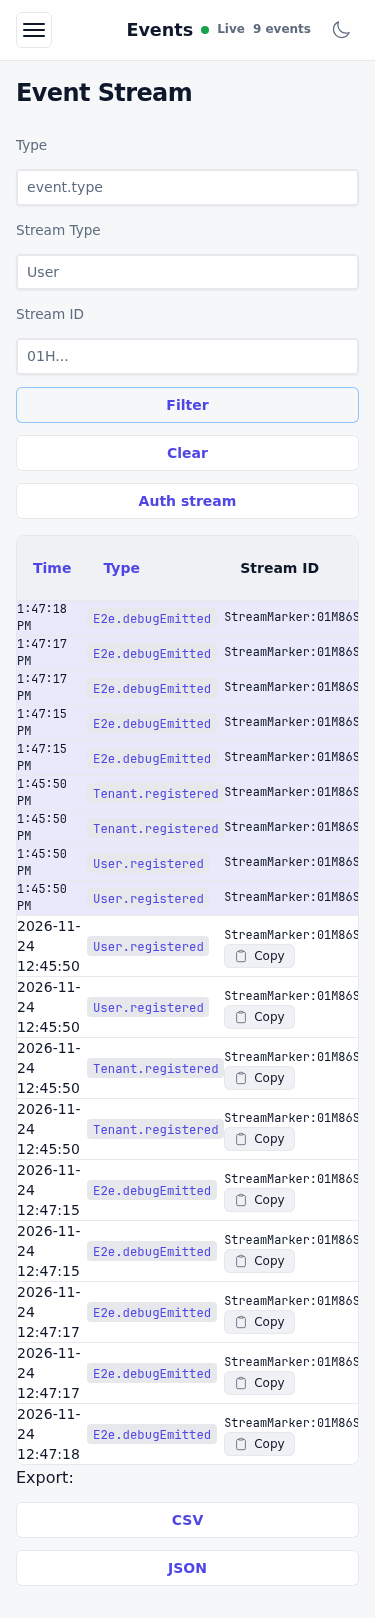 Events Live 9 events
Event Stream
Type
event.type
Stream Type
User
Stream ID
01H...
Filter
Clear
Auth stream
Time Type Stream ID
1:47:18 PM E2e.debugEmitted StreamMarker:01M86S
1:47:17 PM E2e.debugEmitted StreamMarker:01M86S
1:47:17 PM E2e.debugEmitted StreamMarker:01M86S
1:47:15 PM E2e.debugEmitted StreamMarker:01M86S
1:47:15 PM E2e.debugEmitted StreamMarker:01M86S
1:45:50 PM Tenant.registered StreamMarker:01M86S
1:45:50 PM Tenant.registered StreamMarker:01M86S
1:45:50 PM User.registered StreamMarker:01M86S
1:45:50 PM User.registered StreamMarker:01M86S
2026-11-24 12:45:50 User.registered StreamMarker:01M86S Copy
2026-11-24 12:45:50 User.registered StreamMarker:01M86S Copy
2026-11-24 12:45:50 Tenant.registered StreamMarker:01M86S Copy
2026-11-24 12:45:50 Tenant.registered StreamMarker:01M86S Copy
2026-11-24 12:47:15 E2e.debugEmitted StreamMarker:01M86S Copy
2026-11-24 12:47:15 E2e.debugEmitted StreamMarker:01M86S Copy
2026-11-24 12:47:17 E2e.debugEmitted StreamMarker:01M86S Copy
2026-11-24 12:47:17 E2e.debugEmitted StreamMarker:01M86S Copy
2026-11-24 12:47:18 E2e.debugEmitted StreamMarker:01M86S Copy
Export:
CSV
JSON